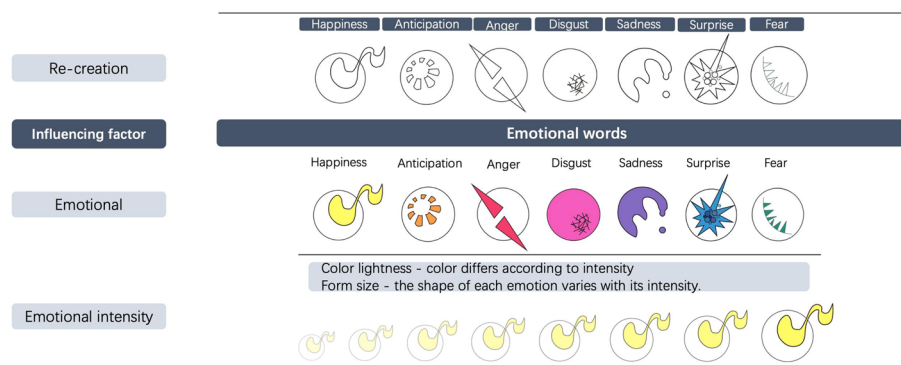 Happiness Anticipation Anger Disgust Sadness Surprise Fear
Re-creation
Influencing factor Emotional words
Happiness Anticipation Anger Disgust Sadness Surprise Fear
Emotional
Color lightness - color differs according to intensity
Form size - the shape of each emotion varies with its intensity.
Emotional intensity